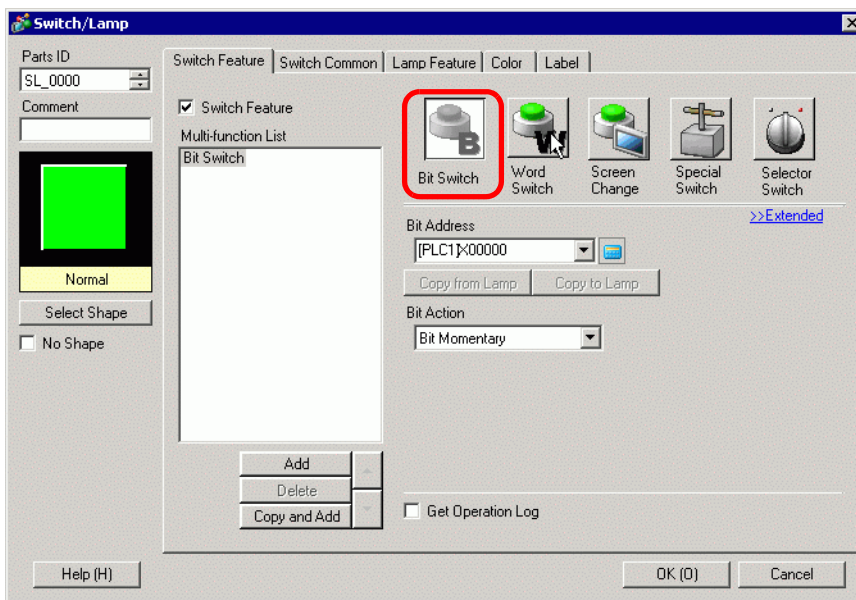 Switch/Lamp
Parts ID
SL_0000
Comment
Normal
Select Shape
No Shape
Switch Feature
Switch Common
Lamp Feature
Color
Label
Switch Feature
Multi-function List
Bit Switch
Add
Delete
Copy and Add
B
Bit Switch
W
Word
Switch
Screen
Change
Special
Switch
Selector
Switch
>>Extended
Bit Address
[PLC1]X00000
Copy from Lamp
Copy to Lamp
Bit Action
Bit Momentary
Get Operation Log
Help (H)
OK (O)
Cancel